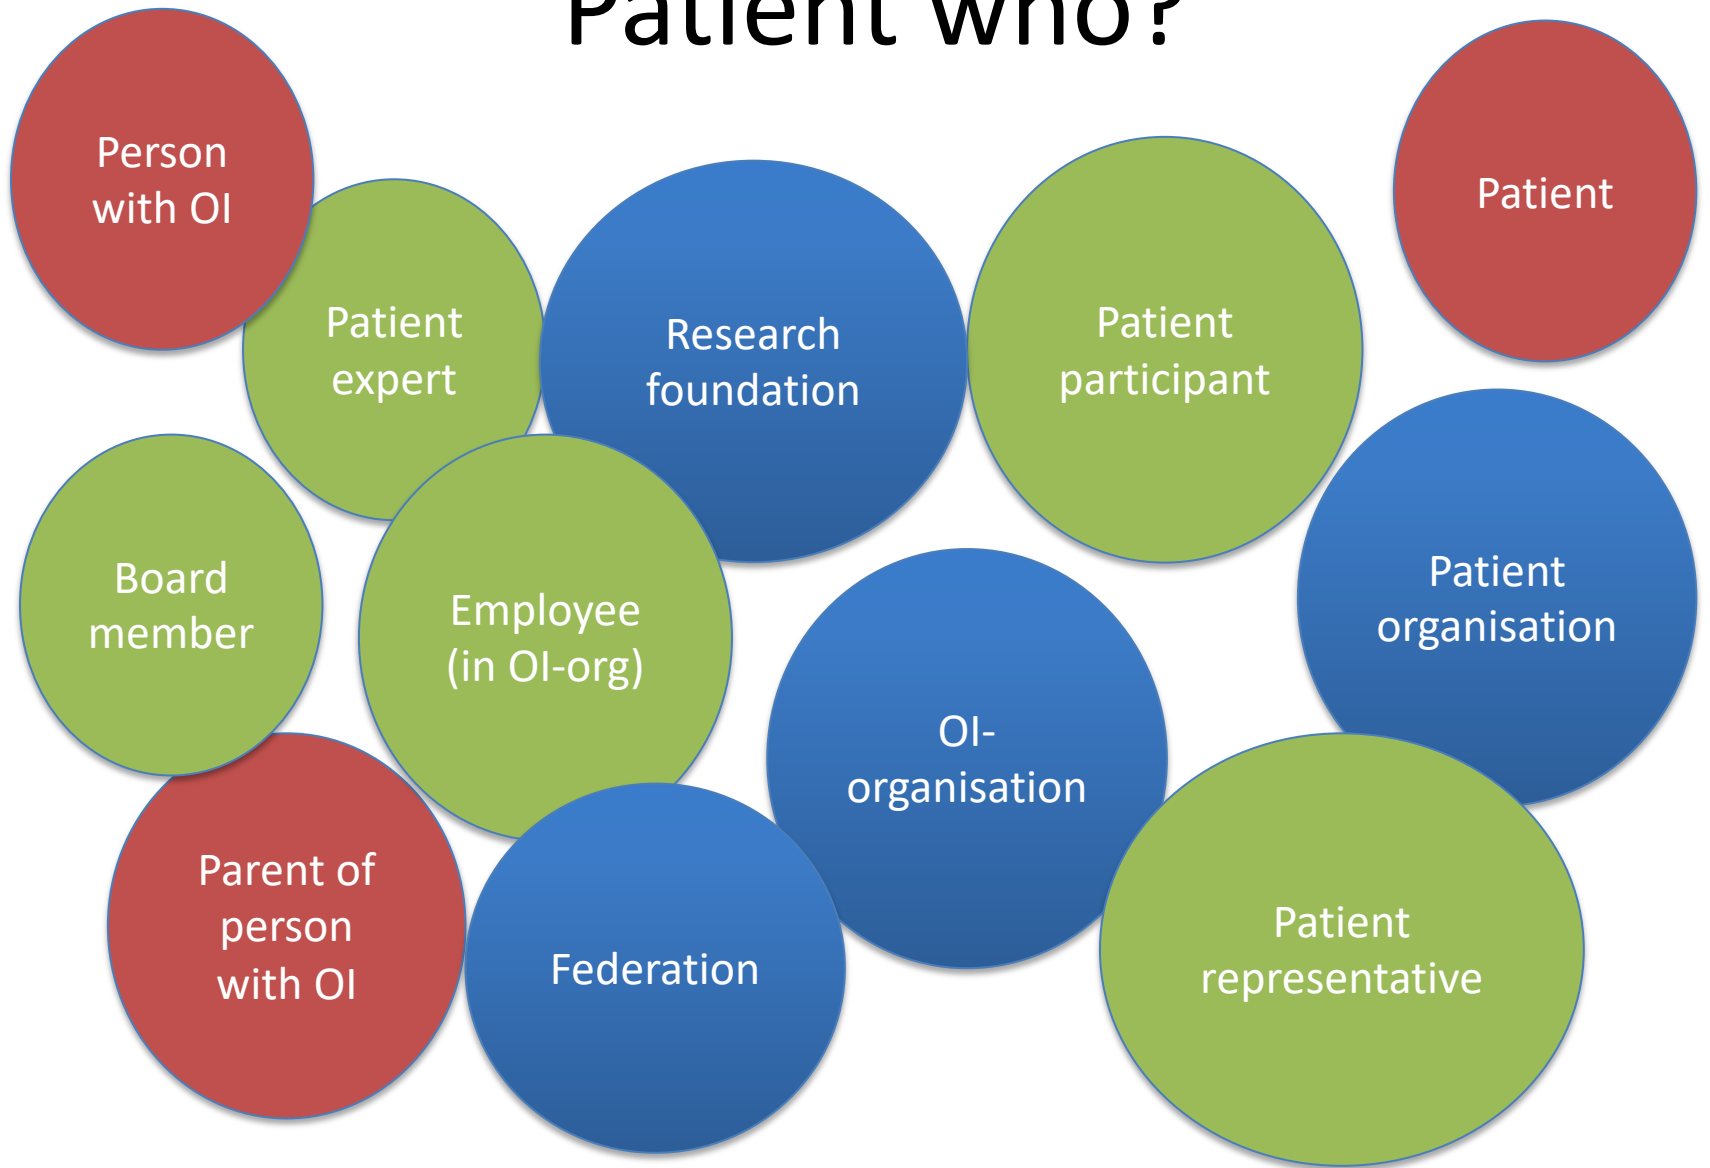 Patient who?
Person
with OI
Patient
Patient
expert
Research
foundation
Patient
participant
Board
member
Employee
(in OI-org)
Patient
organisation
OI-
organisation
Parent of
person
with OI
Federation
Patient
representative